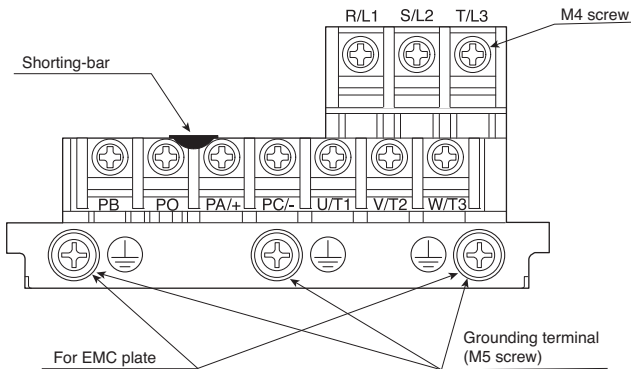 R/L1 S/L2 T/L3
M4 screw
Shorting-bar
PB PO PA/+ PC/- U/T1 V/T2 W/T3
For EMC plate
Grounding terminal
(M5 screw)